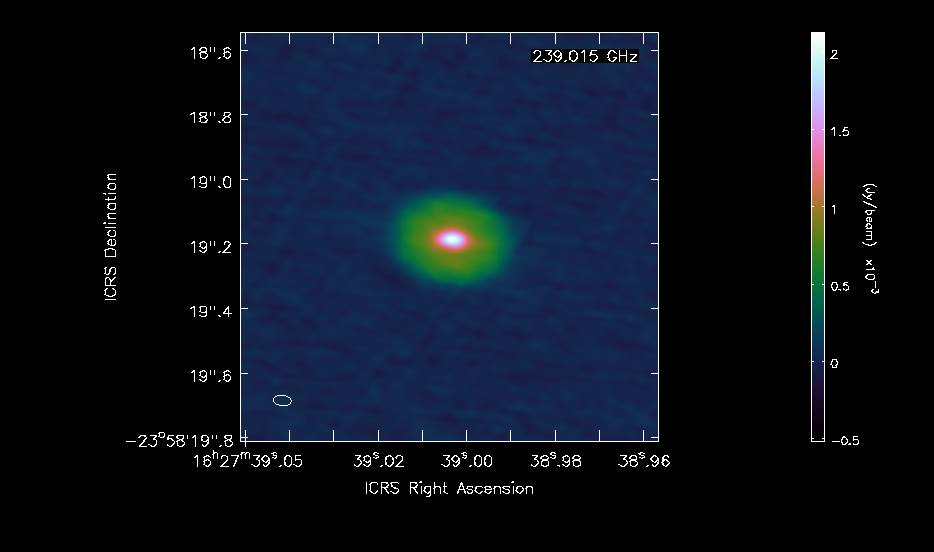 239.015 GHz
18".6
18".8
19".0
19".2
19".4
19".6
-23°58'19".8
ICRS Declination
16ʰ27ᵐ39ˢ.05
39ˢ.02
39ˢ.00
38ˢ.98
38ˢ.96
ICRS Right Ascension
2
1.5
1
0.5
0
-0.5
(Jy/beam) ×10⁻³